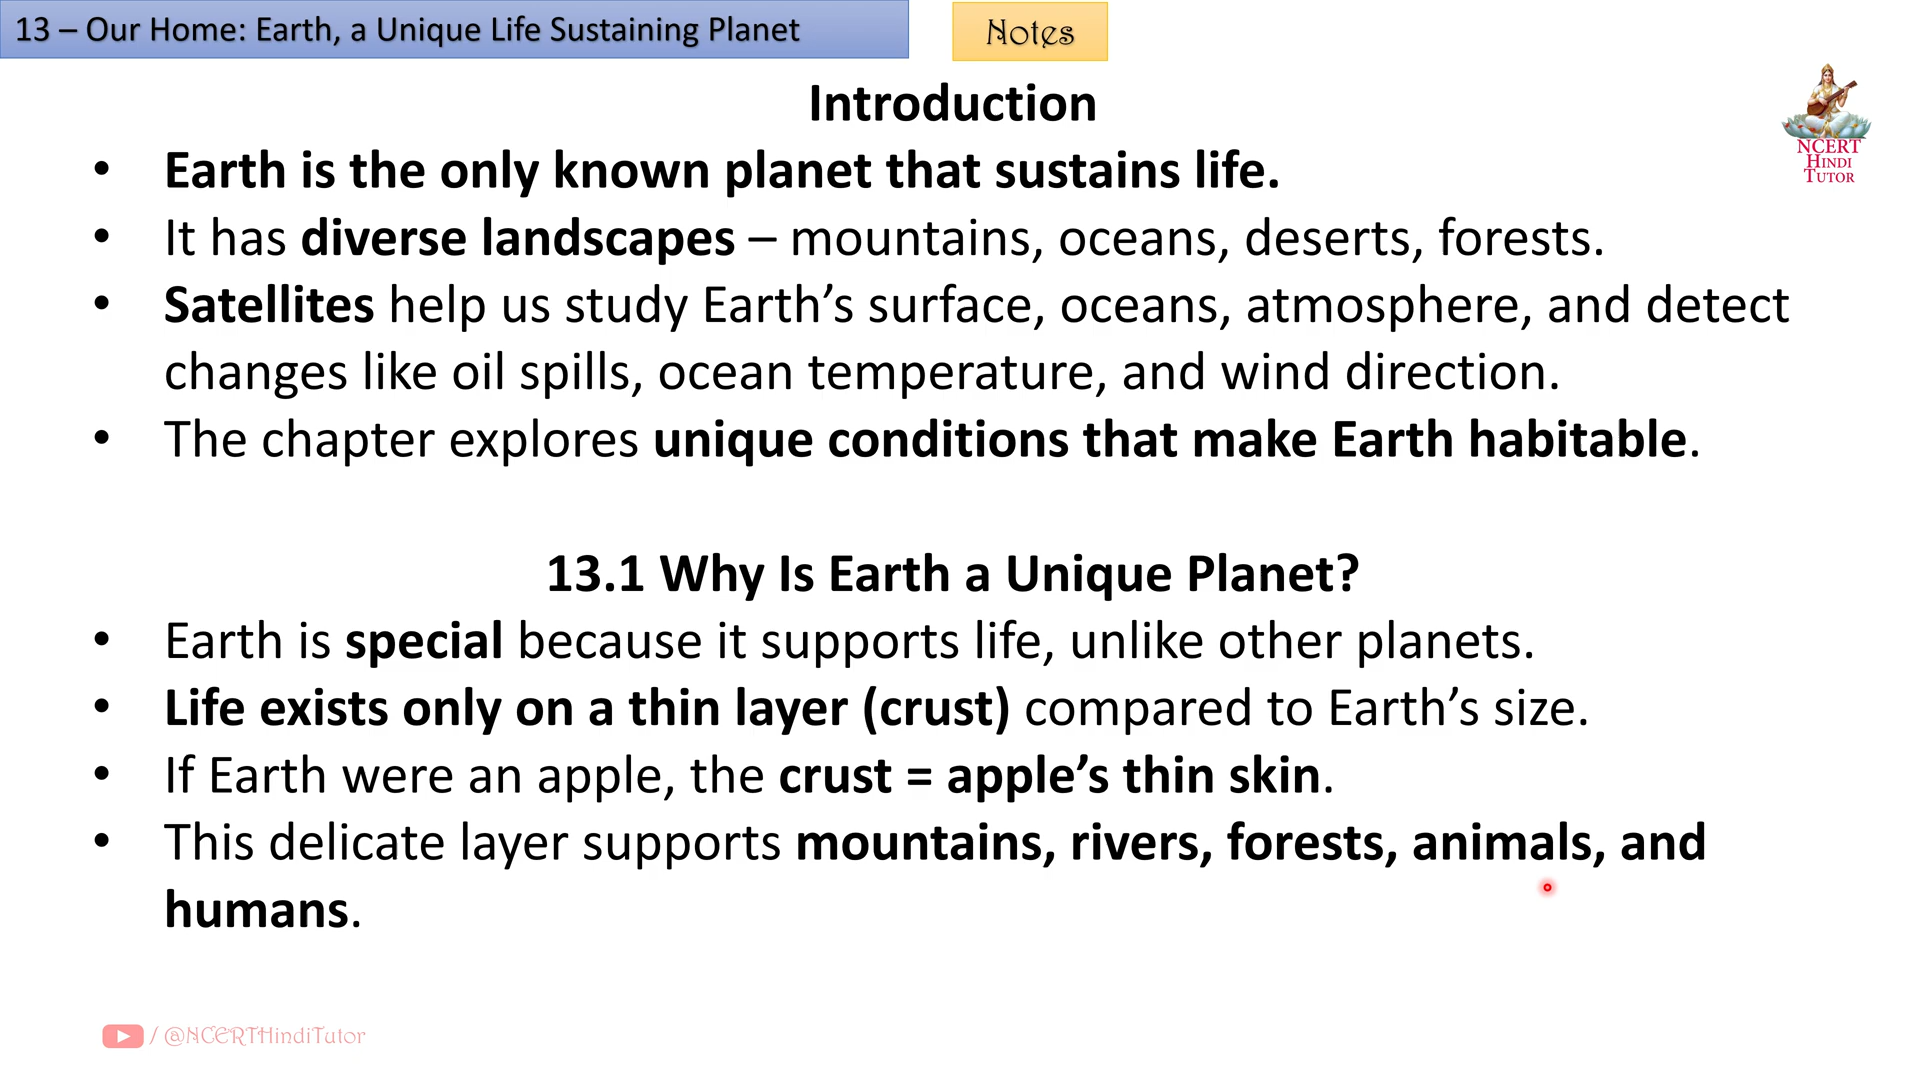 13 – Our Home: Earth, a Unique Life Sustaining Planet
Notes
Introduction
NCERT
HINDI
TUTOR
• Earth is the only known planet that sustains life.
• It has diverse landscapes – mountains, oceans, deserts, forests.
• Satellites help us study Earth’s surface, oceans, atmosphere, and detect
changes like oil spills, ocean temperature, and wind direction.
• The chapter explores unique conditions that make Earth habitable.
13.1 Why Is Earth a Unique Planet?
• Earth is special because it supports life, unlike other planets.
• Life exists only on a thin layer (crust) compared to Earth’s size.
• If Earth were an apple, the crust = apple’s thin skin.
• This delicate layer supports mountains, rivers, forests, animals, and
humans.
/ @NCERTHindiTutor